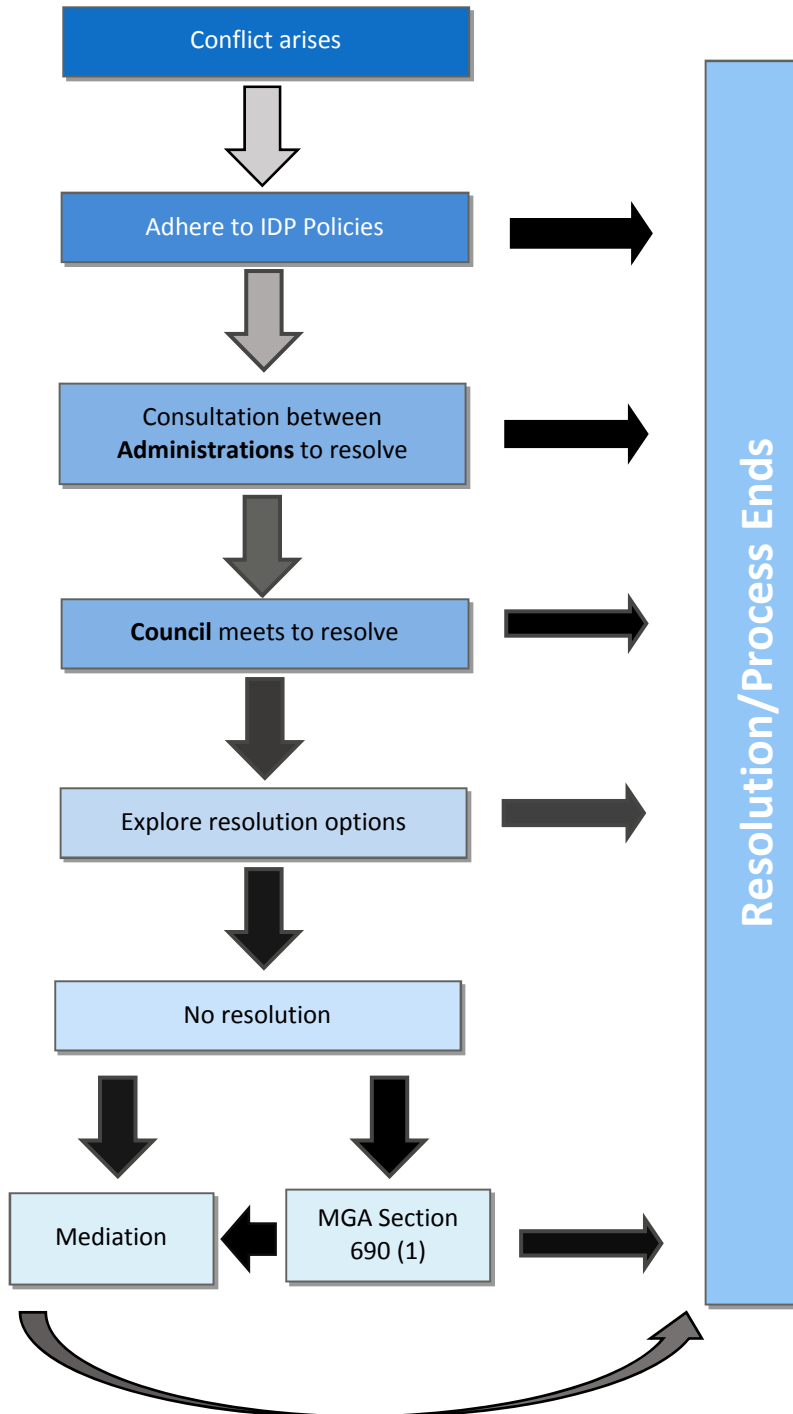 Conflict arises
Adhere to IDP Policies
Consultation between
Administrations to resolve
Council meets to resolve
Explore resolution options
No resolution
Mediation
MGA Section
690 (1)
Resolution/Process Ends